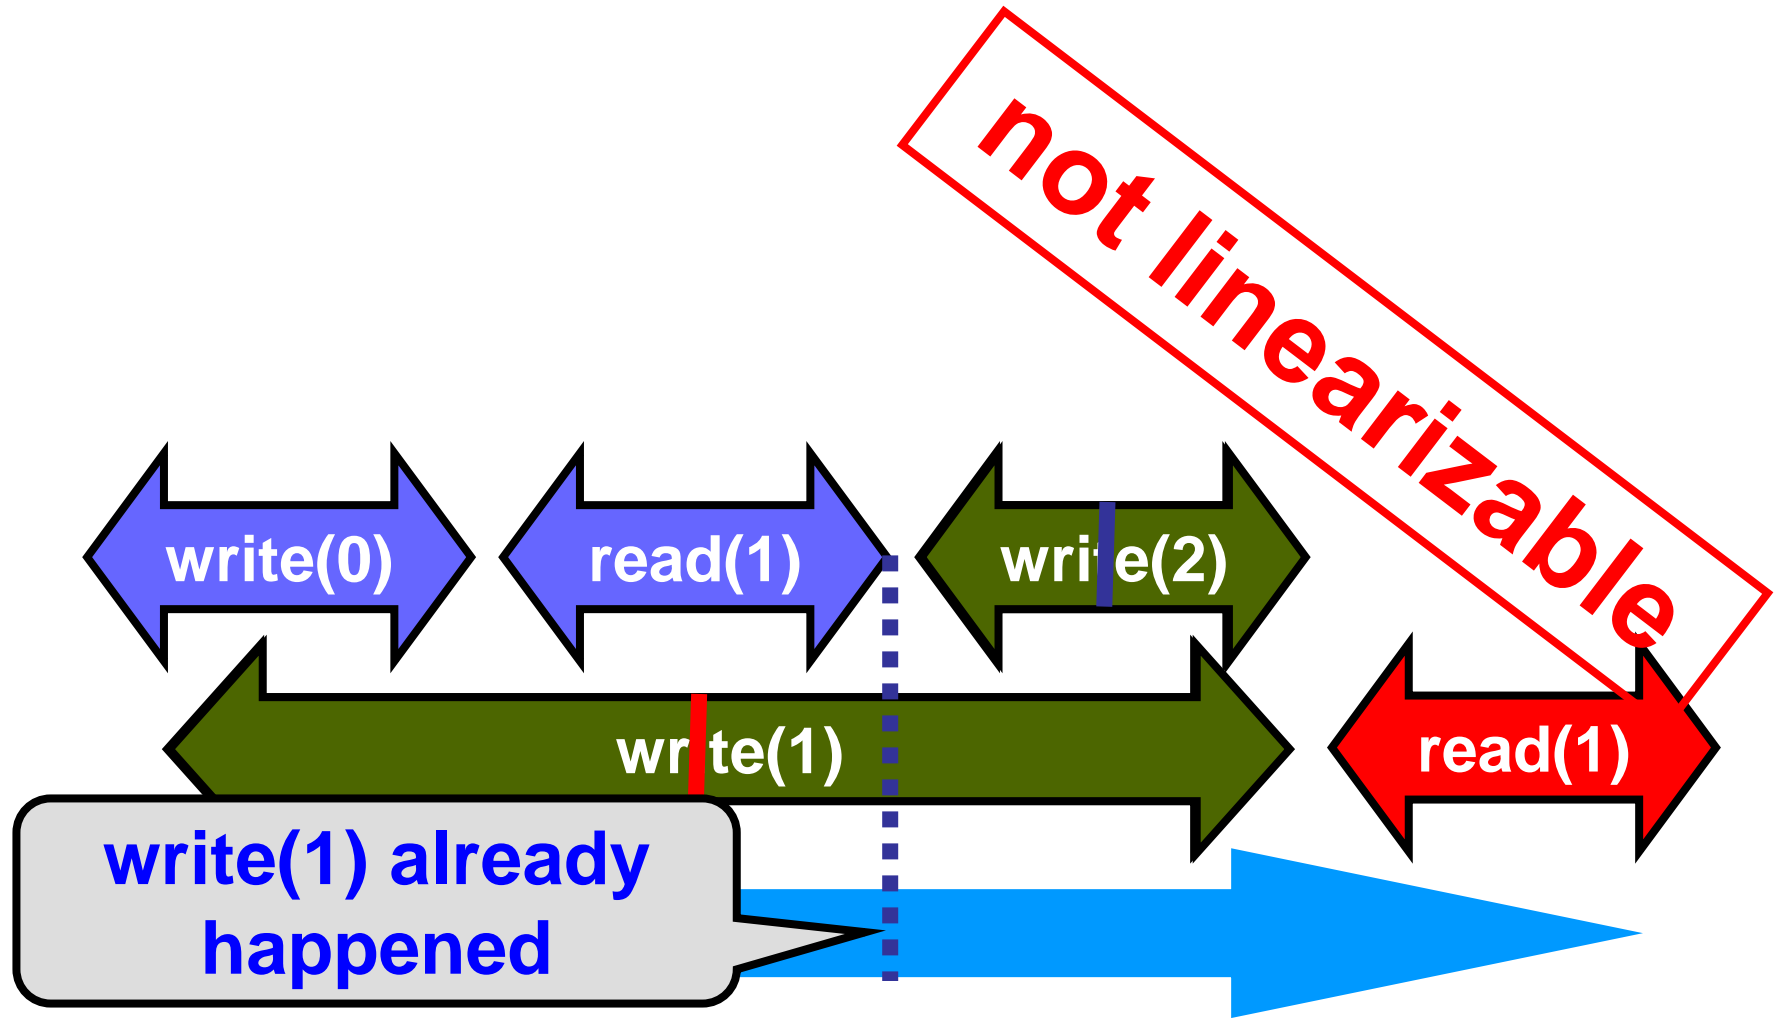 not linearizable
write(0)
read(1)
write(2)
write(1)
read(1)
write(1) already
happened